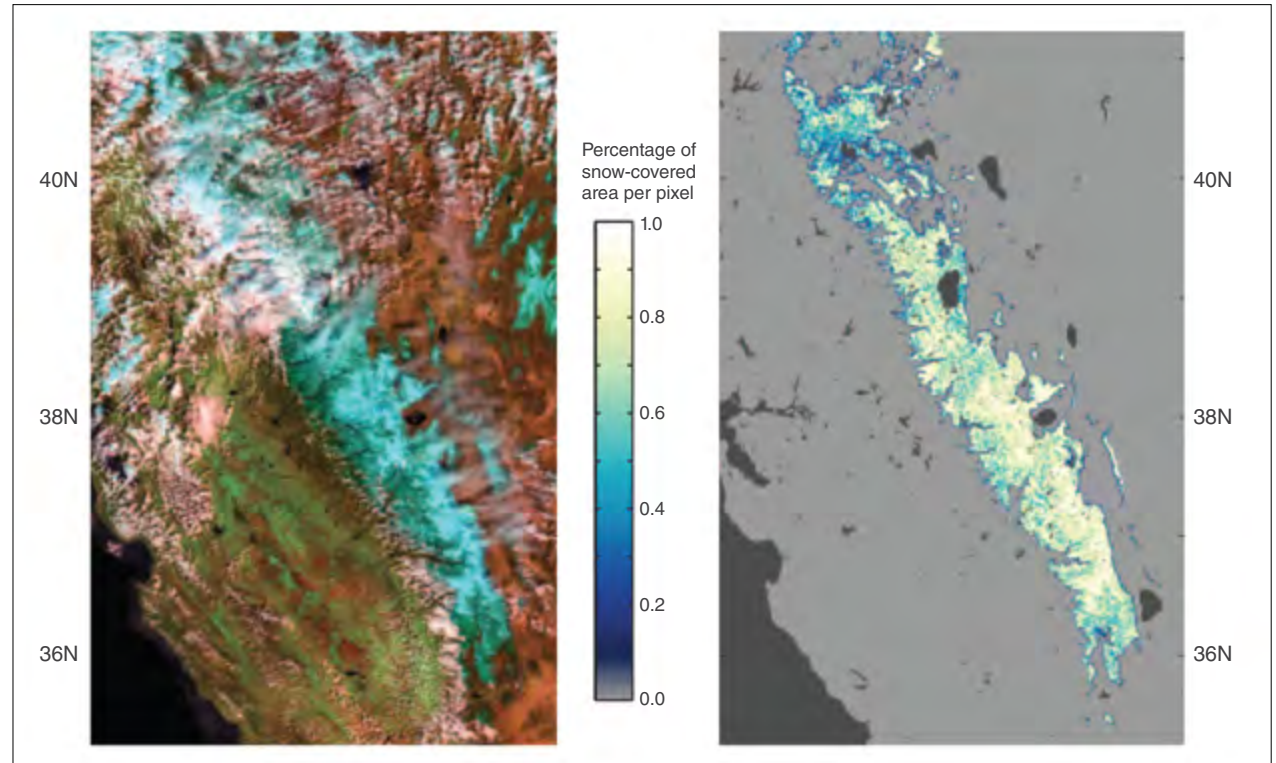 Percentage of
snow-covered
area per pixel
40N
38N
36N
1.0
0.8
0.6
0.4
0.2
0.0
40N
38N
36N